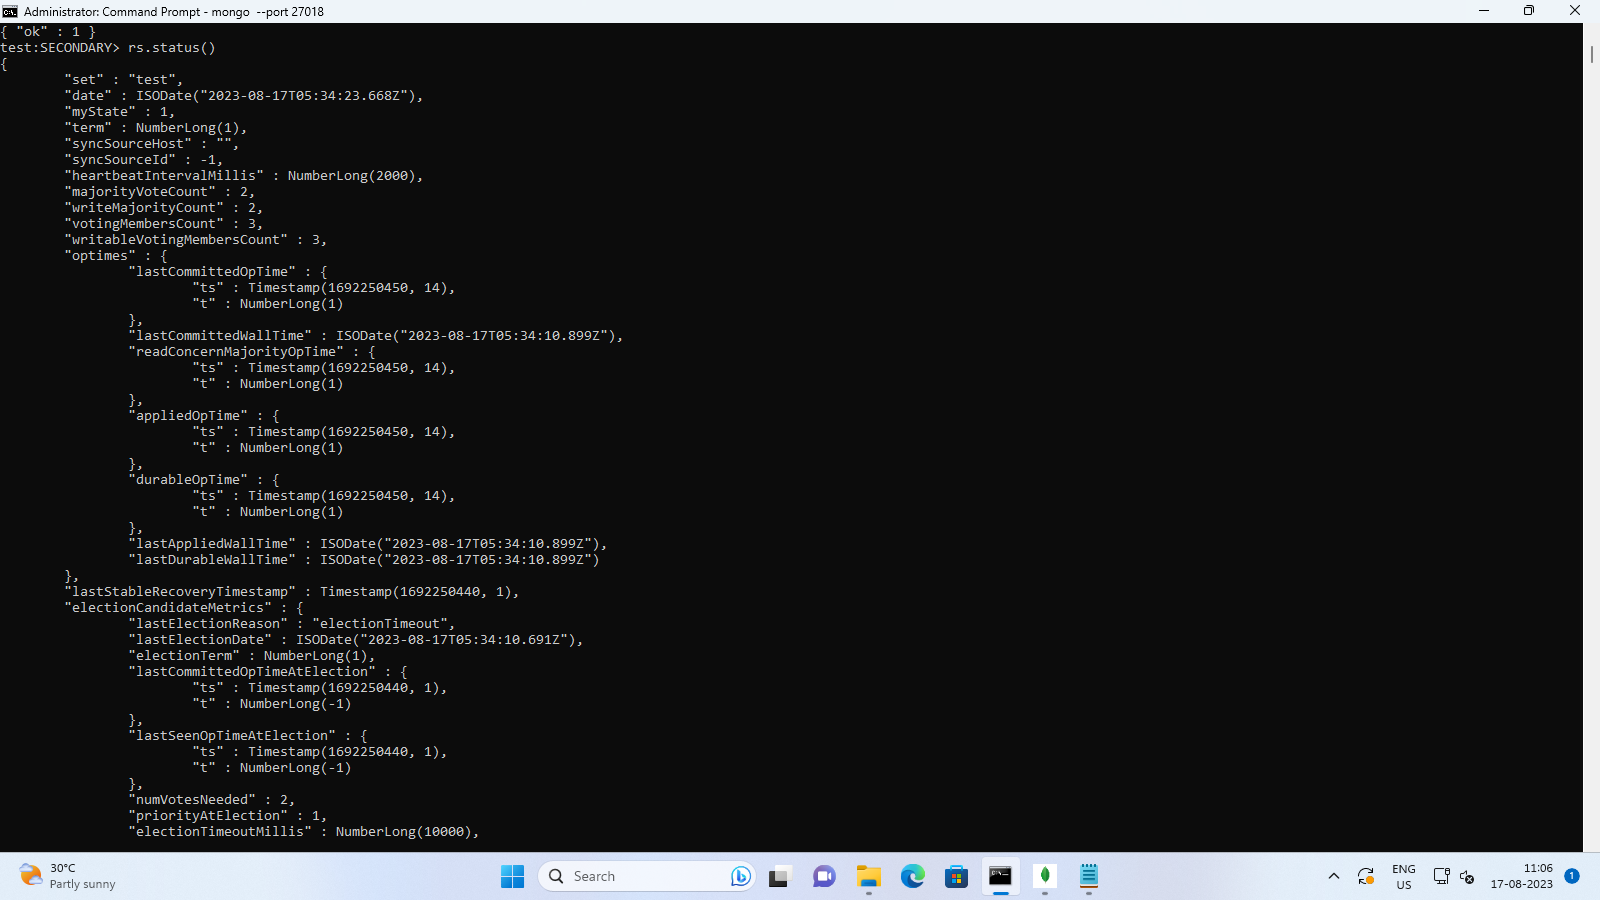 Administrator: Command Prompt - mongo  --port 27018
{ "ok" : 1 }
test:SECONDARY> rs.status()
{
        "set" : "test",
        "date" : ISODate("2023-08-17T05:34:23.668Z"),
        "myState" : 1,
        "term" : NumberLong(1),
        "syncSourceHost" : "",
        "syncSourceId" : -1,
        "heartbeatIntervalMillis" : NumberLong(2000),
        "majorityVoteCount" : 2,
        "writeMajorityCount" : 2,
        "votingMembersCount" : 3,
        "writableVotingMembersCount" : 3,
        "optimes" : {
                "lastCommittedOpTime" : {
                        "ts" : Timestamp(1692250450, 14),
                        "t" : NumberLong(1)
                },
                "lastCommittedWallTime" : ISODate("2023-08-17T05:34:10.899Z"),
                "readConcernMajorityOpTime" : {
                        "ts" : Timestamp(1692250450, 14),
                        "t" : NumberLong(1)
                },
                "appliedOpTime" : {
                        "ts" : Timestamp(1692250450, 14),
                        "t" : NumberLong(1)
                },
                "durableOpTime" : {
                        "ts" : Timestamp(1692250450, 14),
                        "t" : NumberLong(1)
                },
                "lastAppliedWallTime" : ISODate("2023-08-17T05:34:10.899Z"),
                "lastDurableWallTime" : ISODate("2023-08-17T05:34:10.899Z")
        },
        "lastStableRecoveryTimestamp" : Timestamp(1692250440, 1),
        "electionCandidateMetrics" : {
                "lastElectionReason" : "electionTimeout",
                "lastElectionDate" : ISODate("2023-08-17T05:34:10.691Z"),
                "electionTerm" : NumberLong(1),
                "lastCommittedOpTimeAtElection" : {
                        "ts" : Timestamp(1692250440, 1),
                        "t" : NumberLong(-1)
                },
                "lastSeenOpTimeAtElection" : {
                        "ts" : Timestamp(1692250440, 1),
                        "t" : NumberLong(-1)
                },
                "numVotesNeeded" : 2,
                "priorityAtElection" : 1,
                "electionTimeoutMillis" : NumberLong(10000),
30°C
Partly sunny
Search
ENG
US
11:06
17-08-2023
1